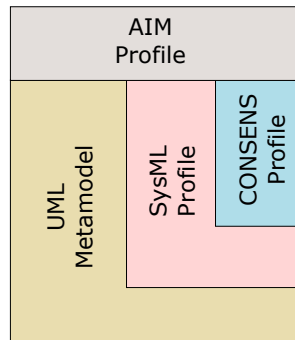 AIM
Profile
UML
Metamodel
SysML
Profile
CONSENS
Profile